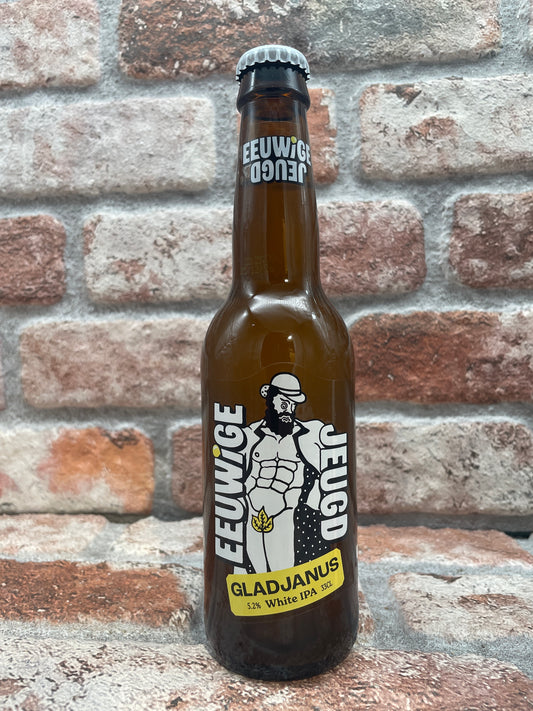 EEUWiGE
JEUGD
EEUWiGE
JEUGD
GLADJANUS
5.2% White IPA 33CL